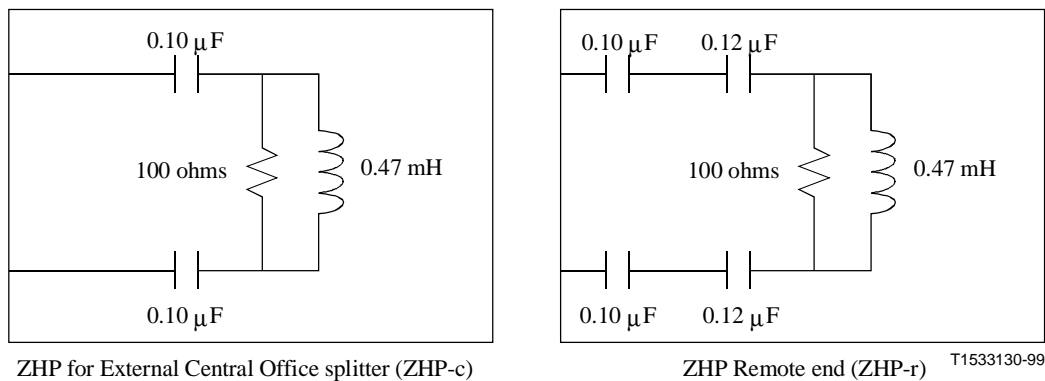 0.10 μF
100 ohms
0.47 mH
0.10 μF
ZHP for External Central Office splitter (ZHP-c)
0.10 μF 0.12 μF
100 ohms
0.47 mH
0.10 μF 0.12 μF
ZHP Remote end (ZHP-r)
T1533130-99